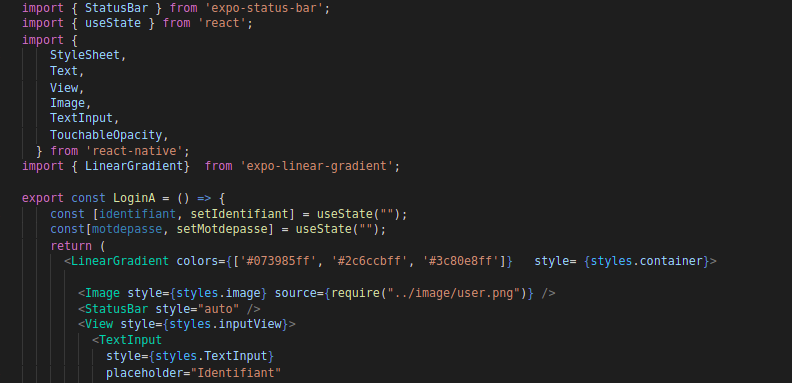 import { StatusBar } from 'expo-status-bar';
import { useState } from 'react';
import {
StyleSheet,
Text,
View,
Image,
TextInput,
TouchableOpacity,
} from 'react-native';
import { LinearGradient} from 'expo-linear-gradient';
export const LoginA = () => {
const [identifiant, setIdentifiant] = useState("");
const[motdepasse, setMotdepasse] = useState("");
return (
<LinearGradient colors={['#073985ff', '#2c6ccbff', '#3c80e8ff']} style= {styles.container}>
<Image style={styles.image} source={require("../image/user.png")} />
<StatusBar style="auto" />
<View style={styles.inputView}>
<TextInput
style={styles.TextInput}
placeholder="Identifiant"